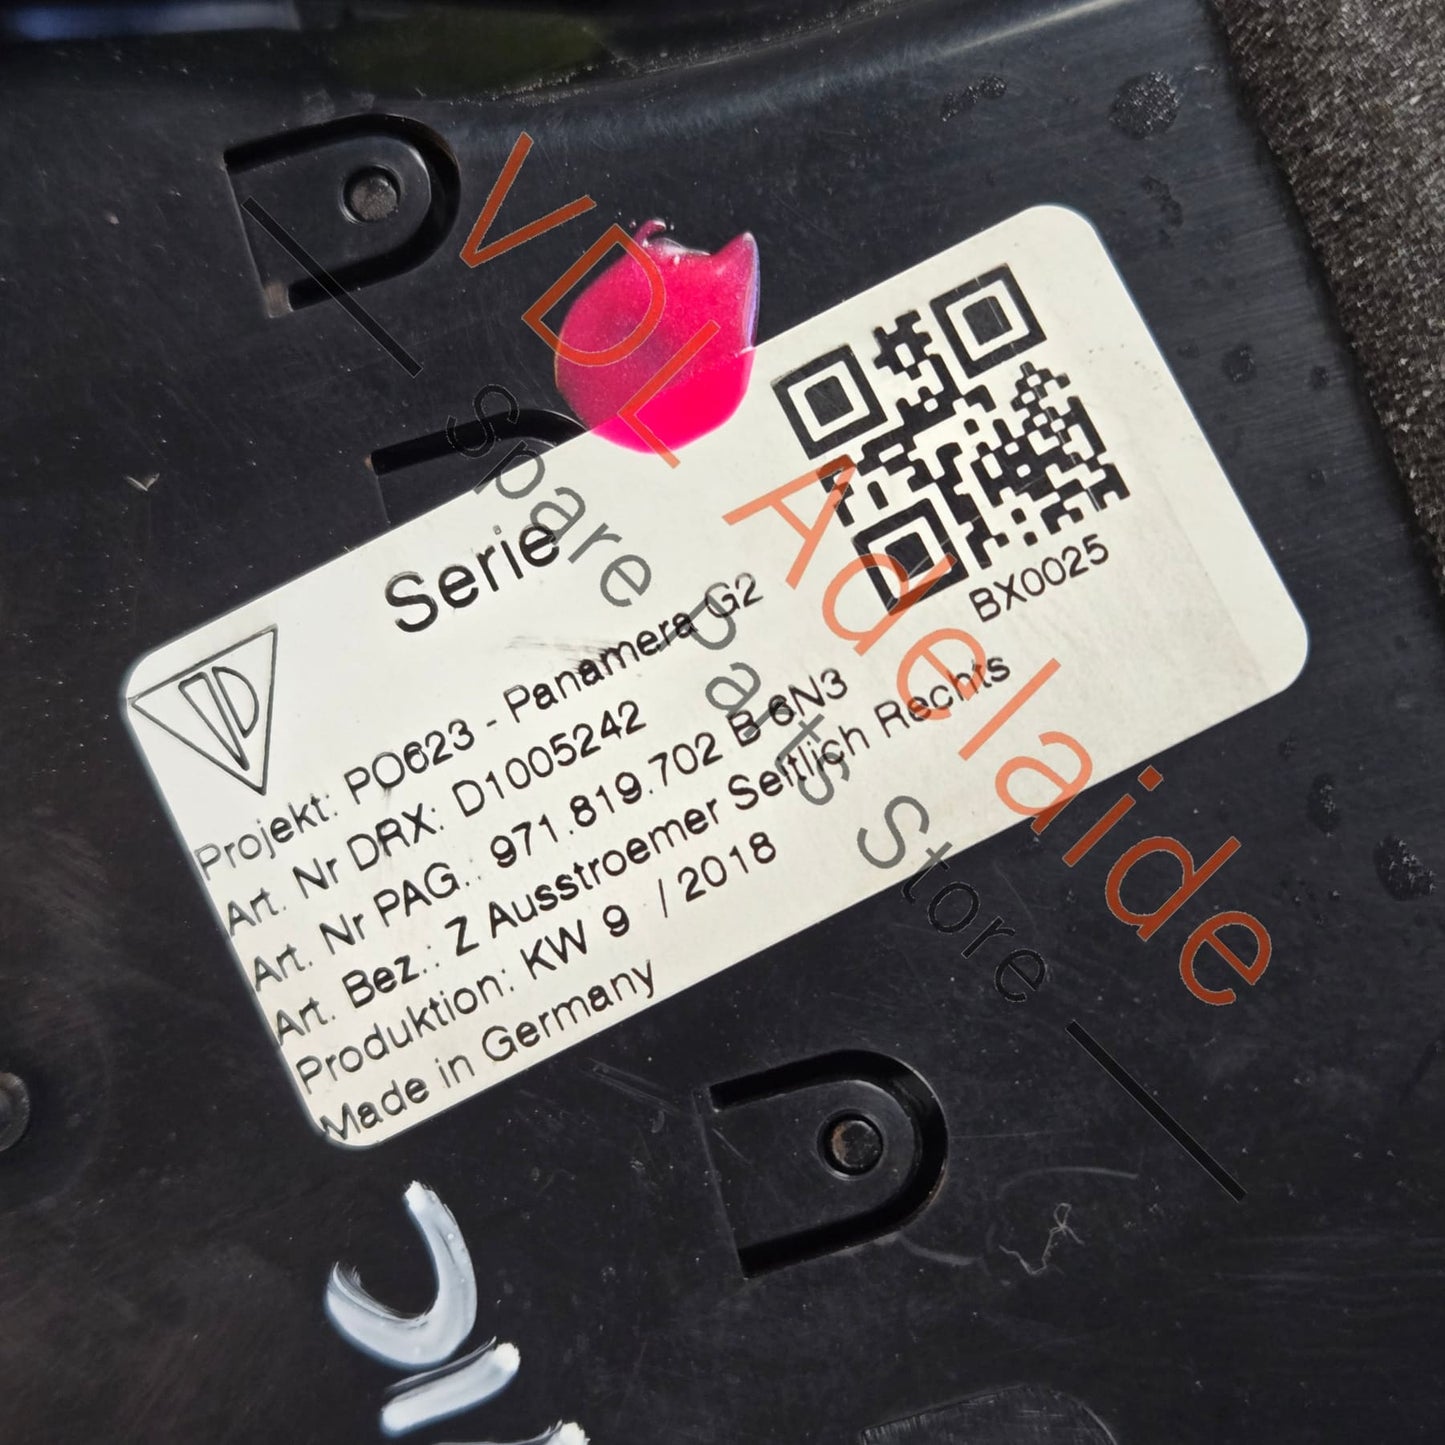 Serie
BX0025
Projekt: PO623 - Panamera G2
Art. Nr DRX: D1005242
Art. Nr PAG.: 971.819.702 B 6N3
Art. Bez.: Z Ausstroemer Seitlich Rechts
Produktion: KW 9 / 2018
Made in Germany
VDL Adelaide
Spare Parts Store